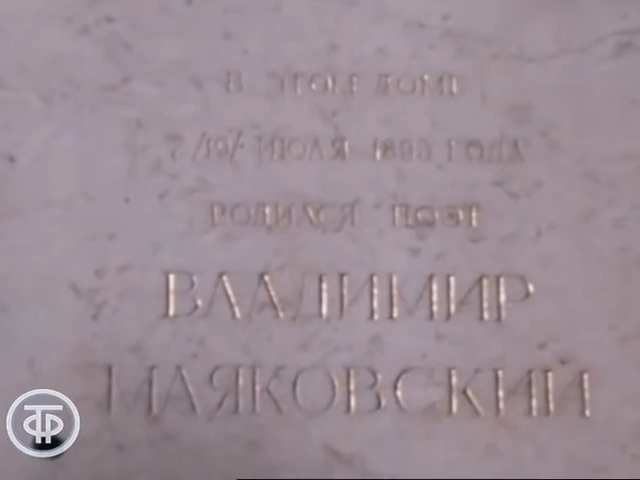 В ЭТОМ ДОМЕ
7/19/ ИЮЛЯ 1893 ГОДА
РОДИЛСЯ ПОЭТ
ВЛАДИМИР
МАЯКОВСКИЙ